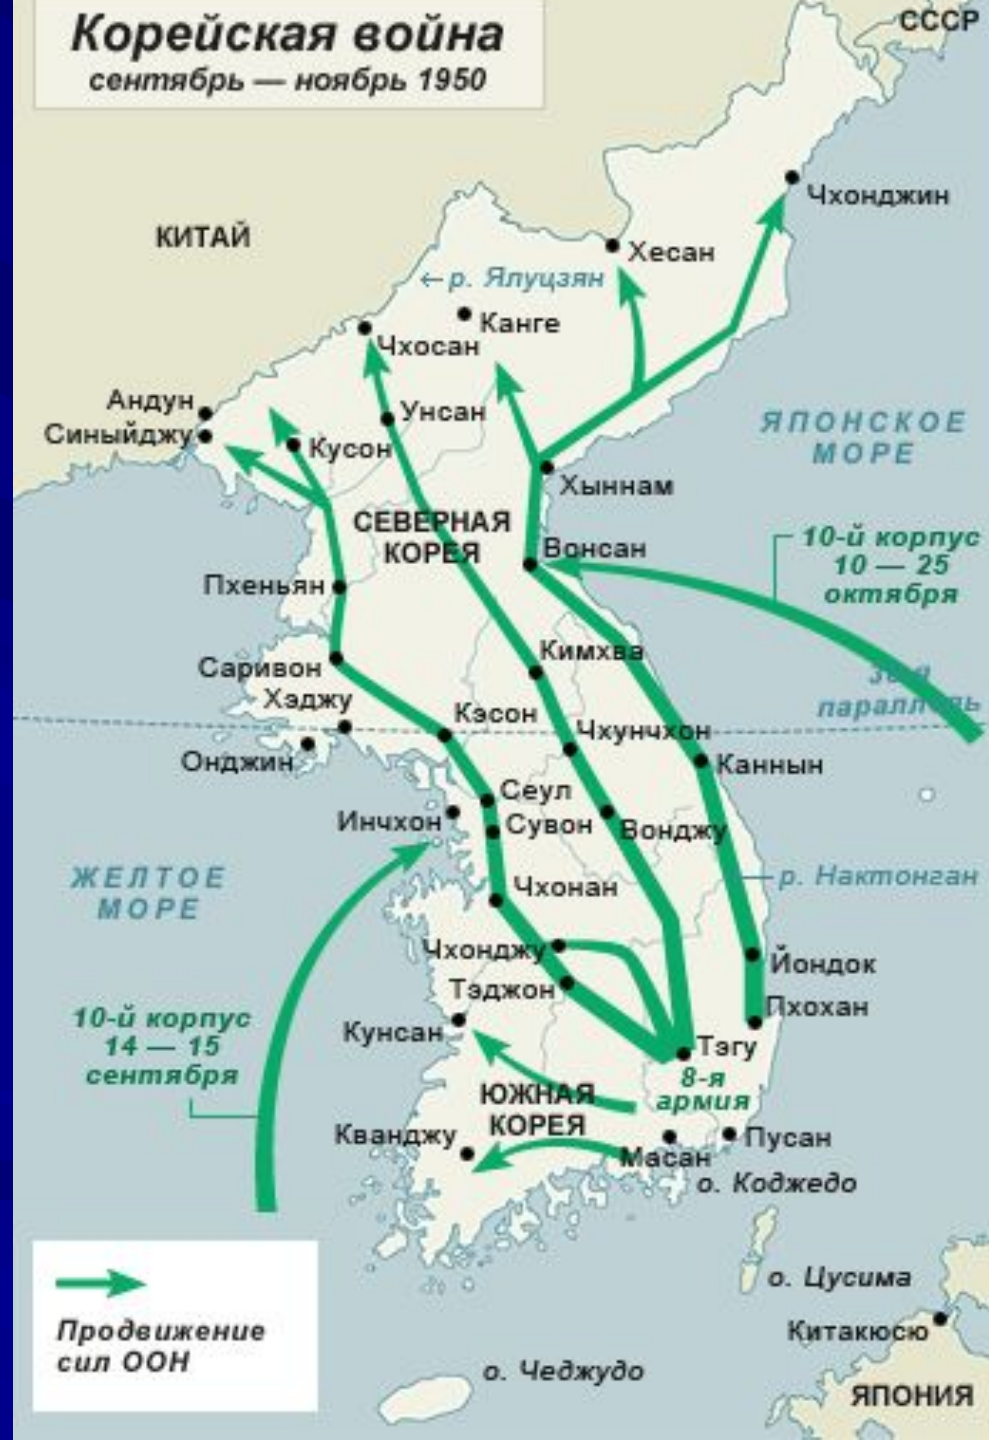 Корейская война
сентябрь — ноябрь 1950
СССР
Чхонджин
КИТАЙ
Хесан
←р. Ялуцзян
Канге
Чхосан
Андун
Унсан
Синыйджу
Кусон
ЯПОНСКОЕ
МОРЕ
Хыннам
СЕВЕРНАЯ
КОРЕЯ
10-й корпус
10 — 25
октября
Вонсан
Пхеньян
Кимхва
Саривон
38-я
параллель
Хэджу
Кэсон
Чхунчхон
Онджин
Каннын
Сеул
Инчхон
Сувон
Вонджу
ЖЕЛТОЕ
МОРЕ
р. Нактонган
Чхонан
Чхонджу
Йондок
Тэджон
Пхохан
10-й корпус
14 — 15
сентября
Кунсан
Тэгу
8-я
армия
ЮЖНАЯ
КОРЕЯ
Кванджу
Пусан
Масан
о. Коджедо
о. Цусима
Продвижение
сил ООН
Китакюсю
о. Чеджудо
ЯПОНИЯ